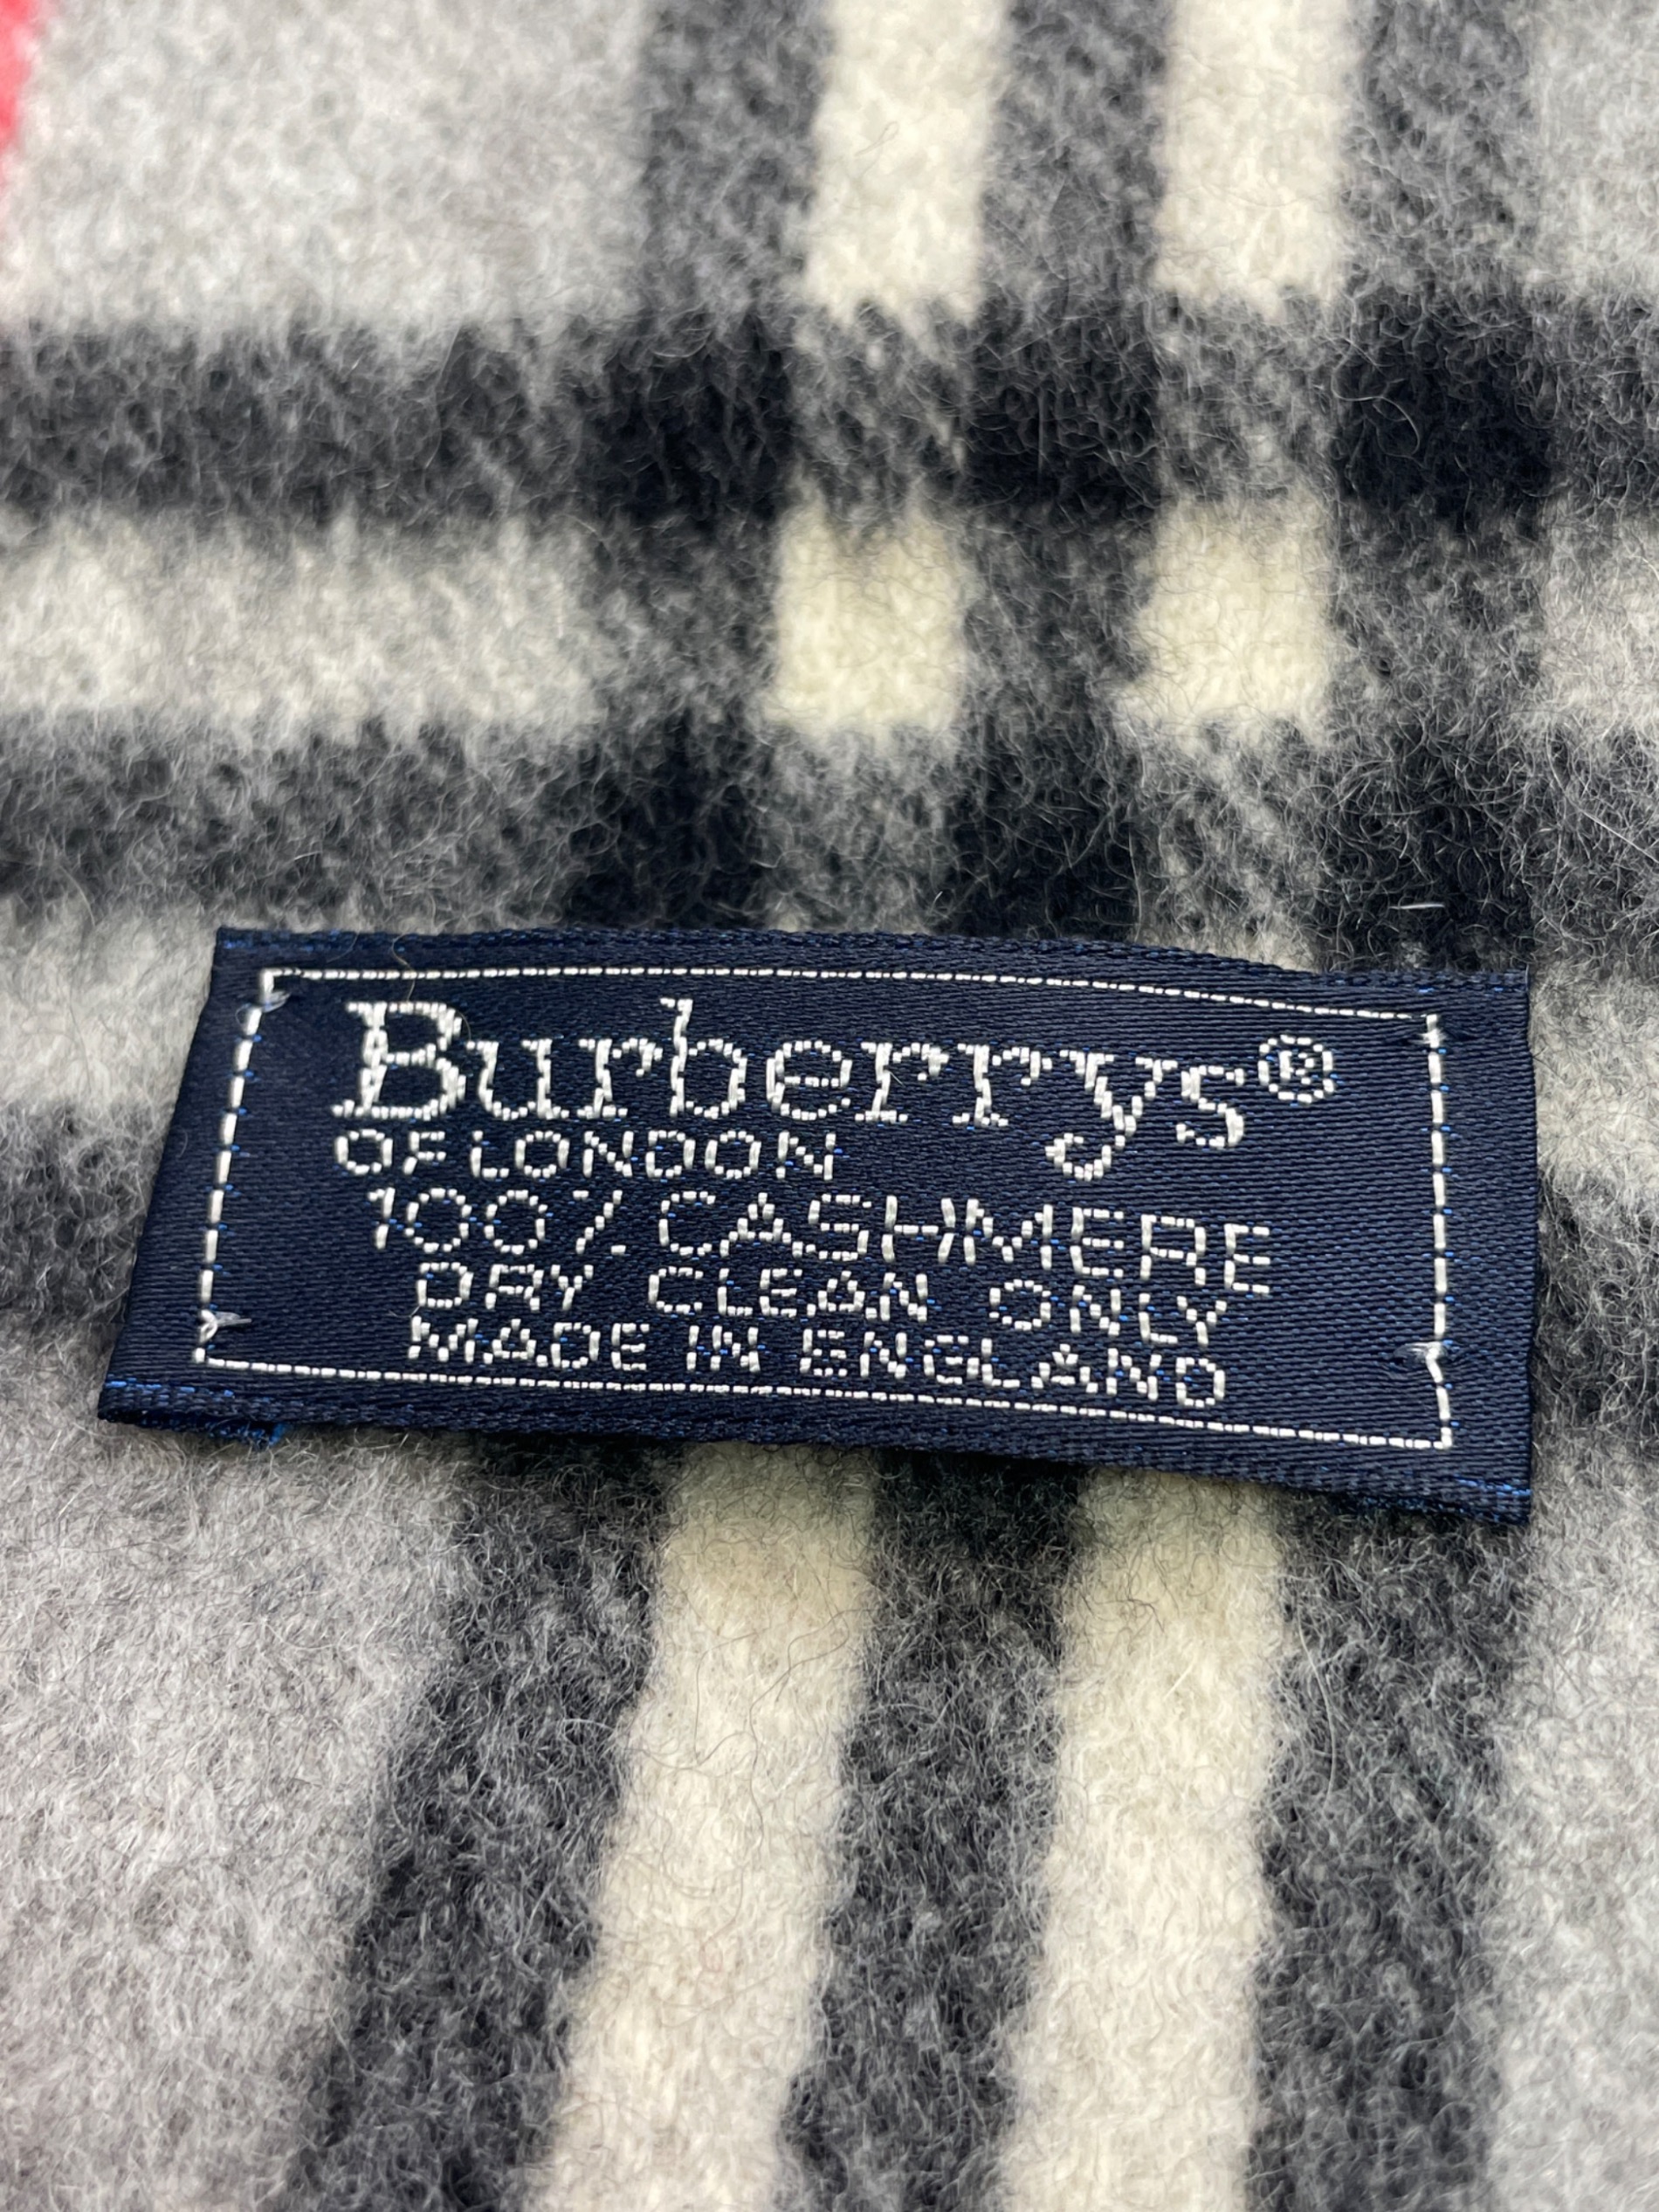 Burberrys®
OF LONDON
100% CASHMERE
DRY CLEAN ONLY
MADE IN ENGLAND